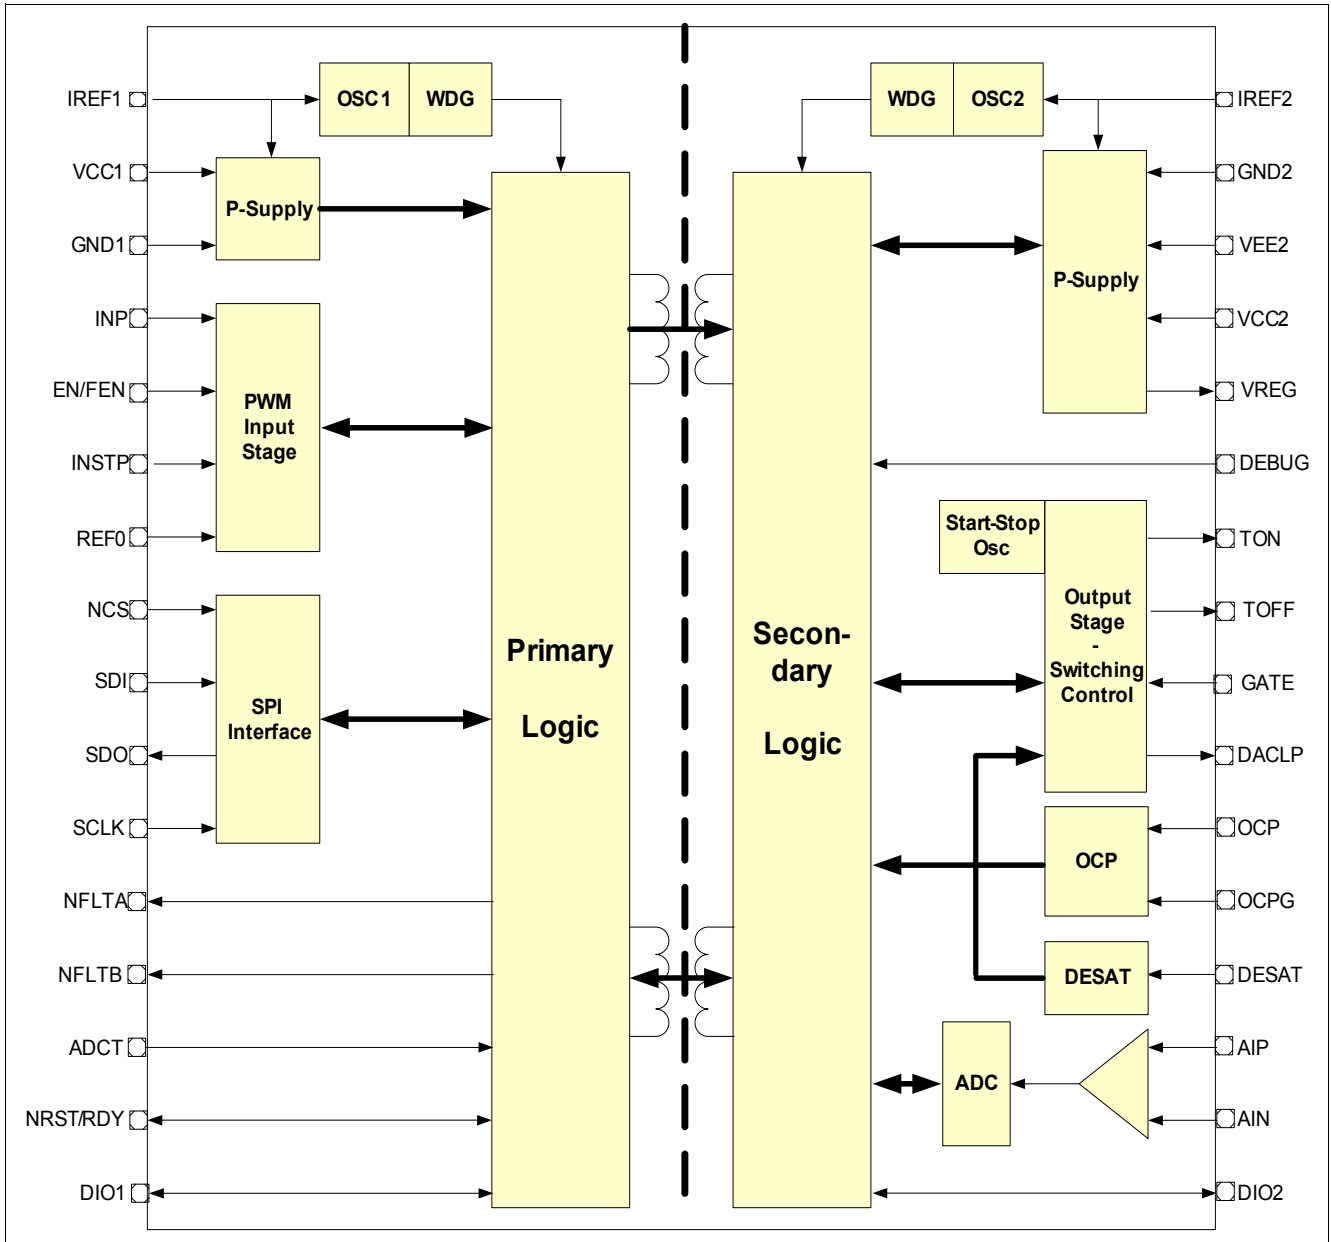 IREF1
OSC1
WDG
WDG
OSC2
IREF2
VCC1
P-Supply
GND1
GND2
VEE2
P-Supply
VCC2
VREG
INP
EN/FEN
PWM
Input
Stage
INSTP
REF0
DEBUG
Start-Stop
Osc
TON
Output
Stage
-
Switching
Control
TOFF
GATE
DACLP
NCS
SDI
SPI
Interface
SDO
SCLK
Primary
Logic
Secon-
dary
Logic
OCP
OCP
OCPG
NFLTA
NFLTB
DESAT
DESAT
ADCT
ADC
AIP
AIN
NRST/RDY
DIO1
DIO2